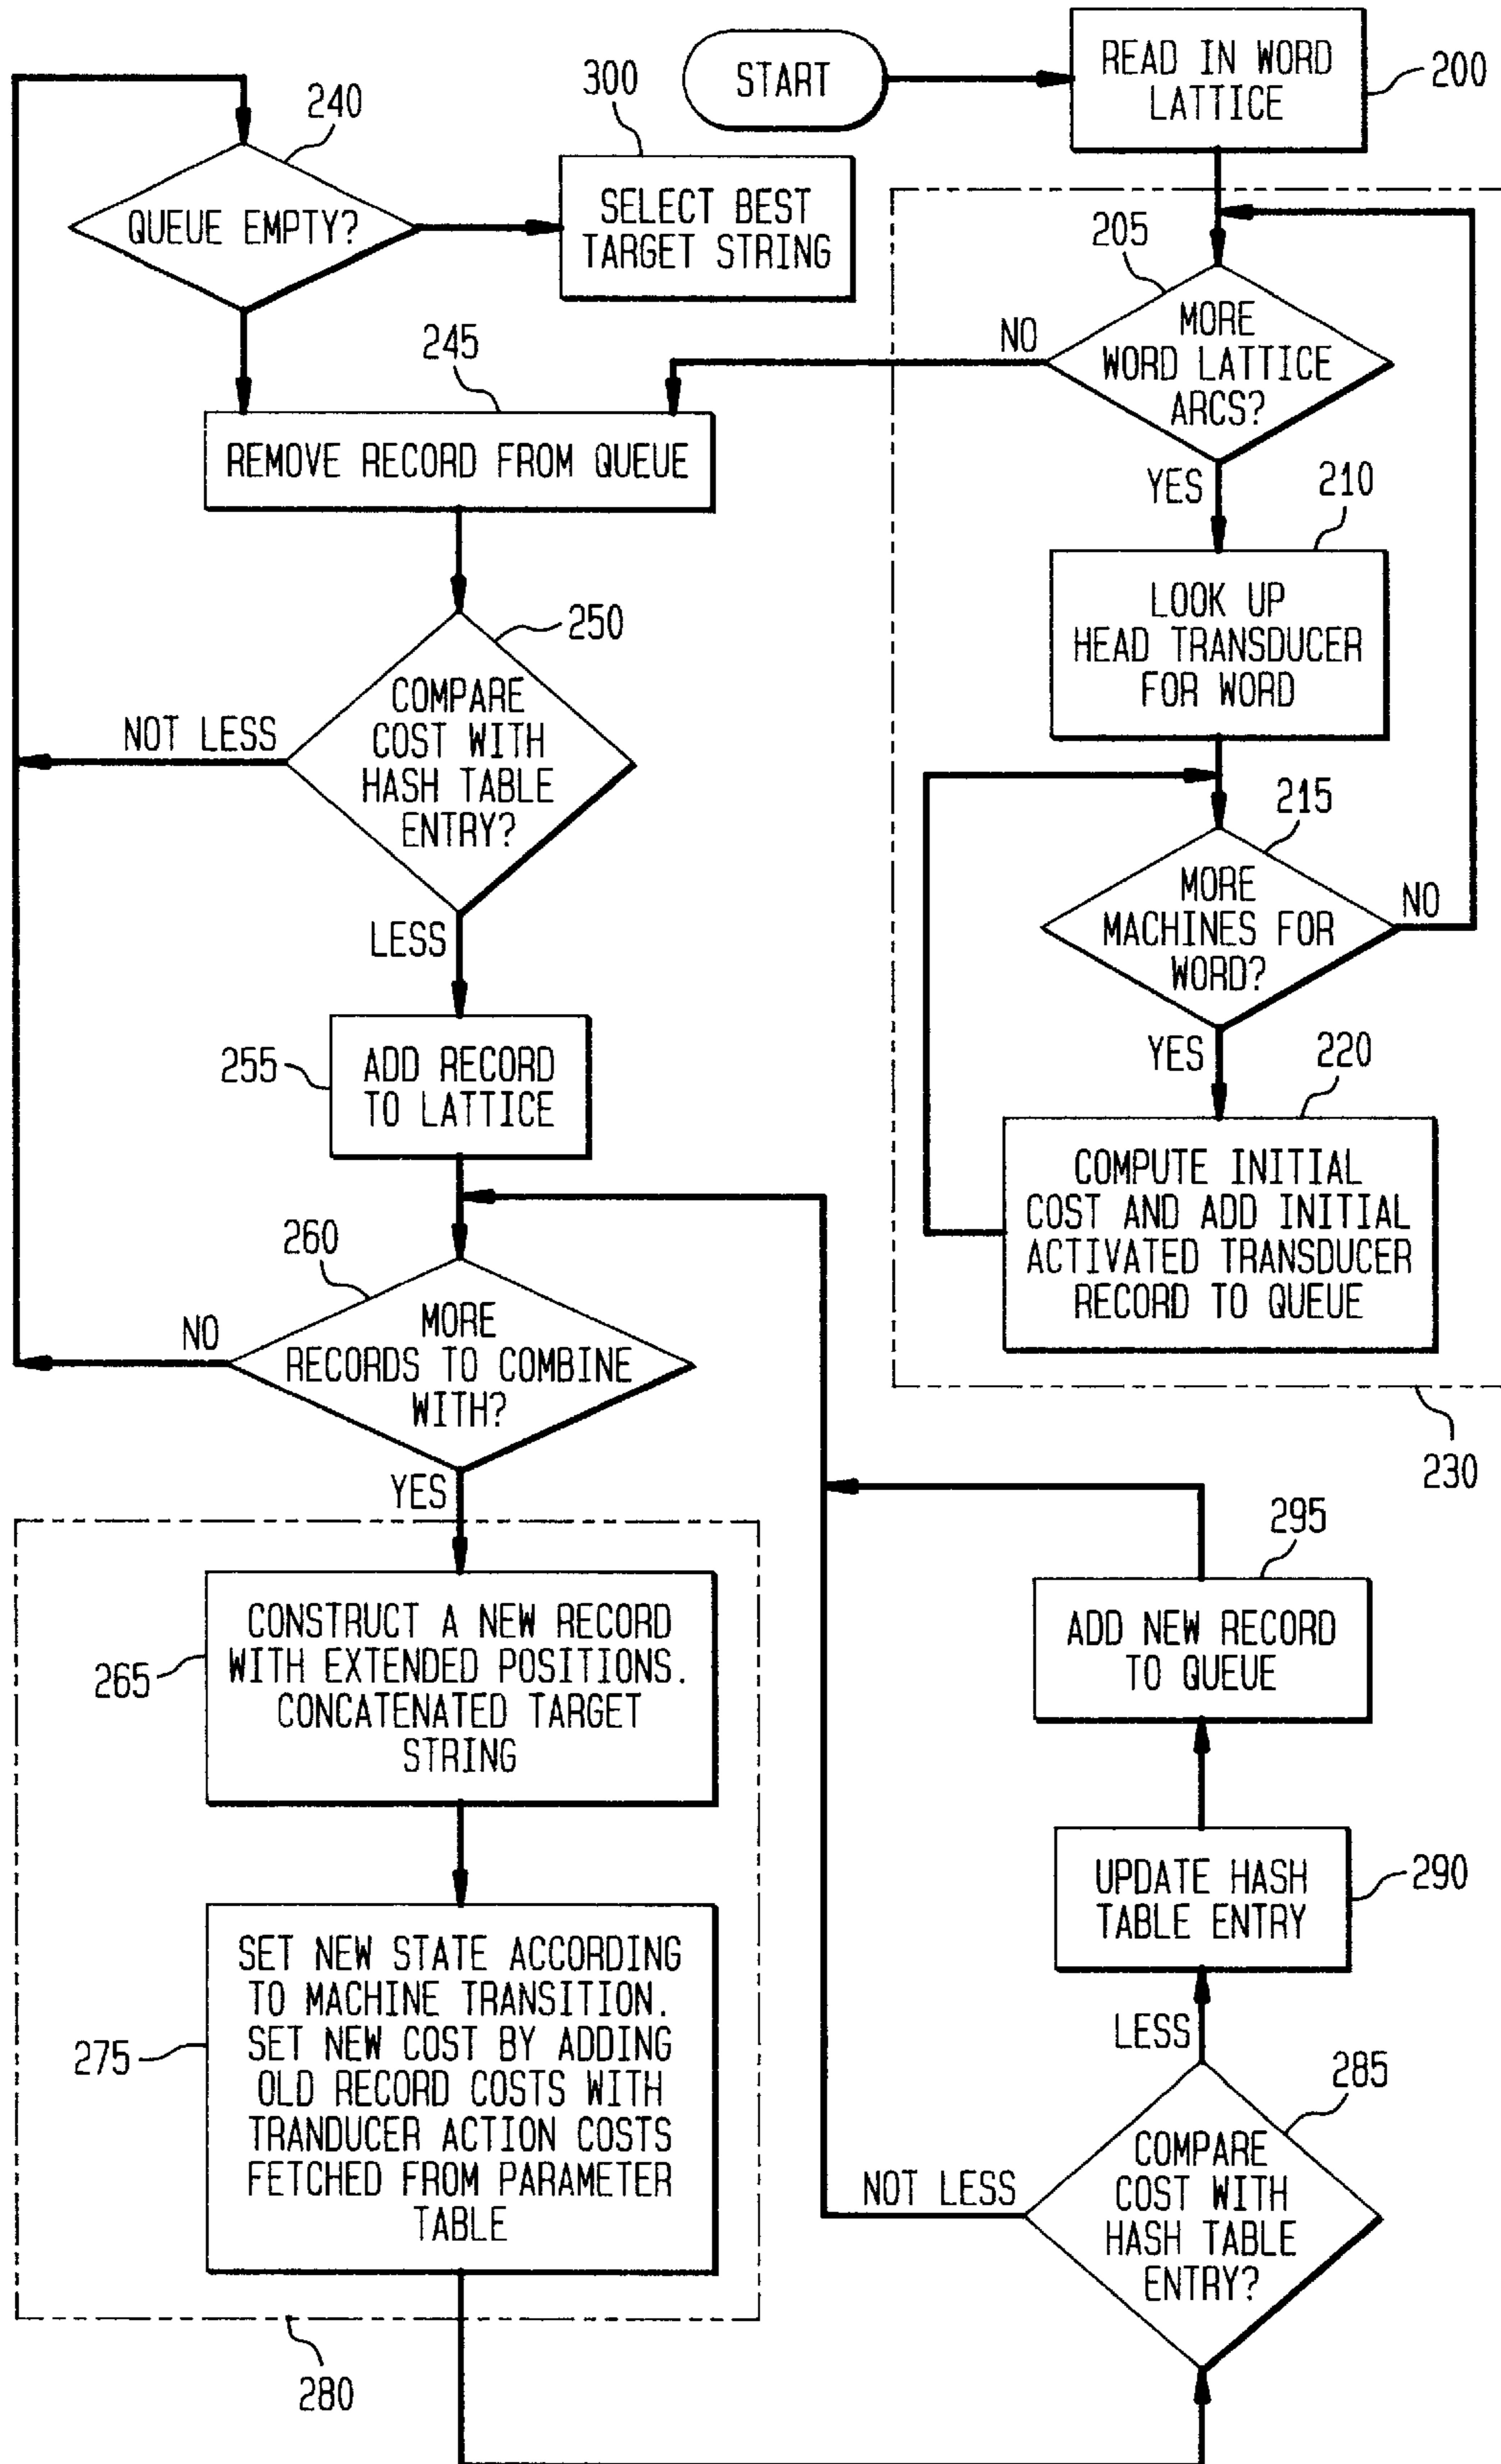 START
READ IN WORD
LATTICE
200
240
QUEUE EMPTY?
300
SELECT BEST
TARGET STRING
205
MORE
WORD LATTICE
ARCS?
NO
YES
245
REMOVE RECORD FROM QUEUE
210
LOOK UP
HEAD TRANSDUCER
FOR WORD
250
COMPARE
COST WITH
HASH TABLE
ENTRY?
NOT LESS
LESS
215
MORE
MACHINES FOR
WORD?
NO
YES
255
ADD RECORD
TO LATTICE
220
COMPUTE INITIAL
COST AND ADD INITIAL
ACTIVATED TRANSDUCER
RECORD TO QUEUE
230
260
MORE
RECORDS TO COMBINE
WITH?
NO
YES
265
CONSTRUCT A NEW RECORD
WITH EXTENDED POSITIONS.
CONCATENATED TARGET
STRING
295
ADD NEW RECORD
TO QUEUE
290
UPDATE HASH
TABLE ENTRY
275
SET NEW STATE ACCORDING
TO MACHINE TRANSITION.
SET NEW COST BY ADDING
OLD RECORD COSTS WITH
TRANDUCER ACTION COSTS
FETCHED FROM PARAMETER
TABLE
LESS
285
NOT LESS
COMPARE
COST WITH
HASH TABLE
ENTRY?
280